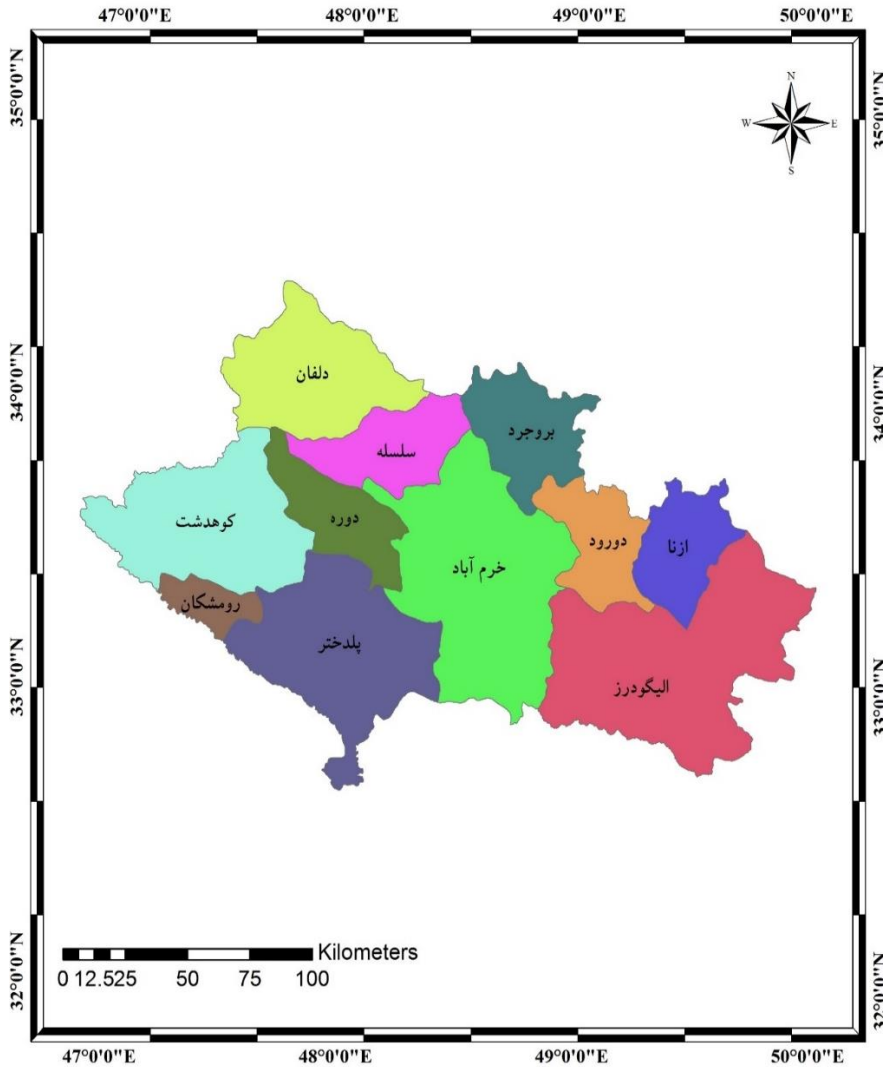 47°0'0"E 48°0'0"E 49°0'0"E 50°0'0"E
35°0'0"N
35°0'0"N
N
W E
S
34°0'0"N
34°0'0"N
دلفان
بروجرد
سلسله
کوهدشت
دوره
دورود
ازنا
خرم آباد
رومشکان
پلدختر
الیگودرز
33°0'0"N
33°0'0"N
Kilometers
0 12.525 50 75 100
32°0'0"N
32°0'0"N
47°0'0"E 48°0'0"E 49°0'0"E 50°0'0"E